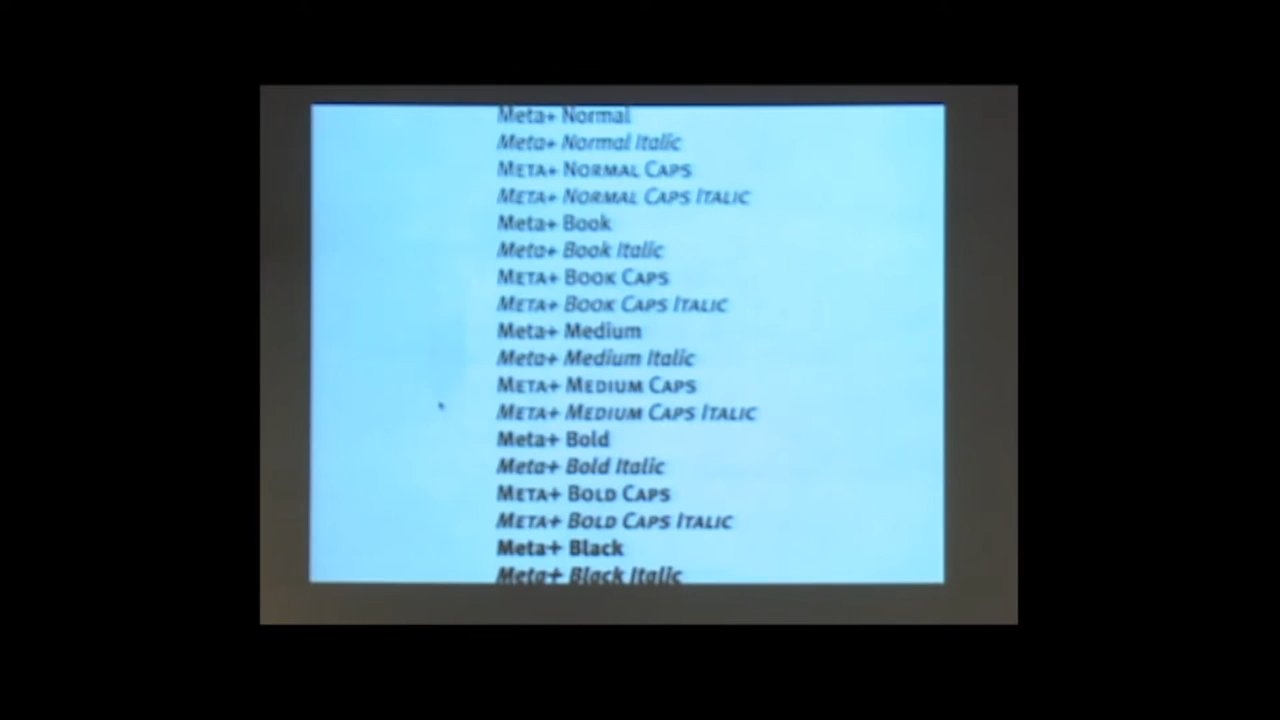 Meta+ Normal
Meta+ Normal Italic
META+ NORMAL CAPS
META+ NORMAL CAPS ITALIC
Meta+ Book
Meta+ Book Italic
META+ BOOK CAPS
META+ BOOK CAPS ITALIC
Meta+ Medium
Meta+ Medium Italic
META+ MEDIUM CAPS
META+ MEDIUM CAPS ITALIC
Meta+ Bold
Meta+ Bold Italic
META+ BOLD CAPS
META+ BOLD CAPS ITALIC
Meta+ Black
Meta+ Black Italic